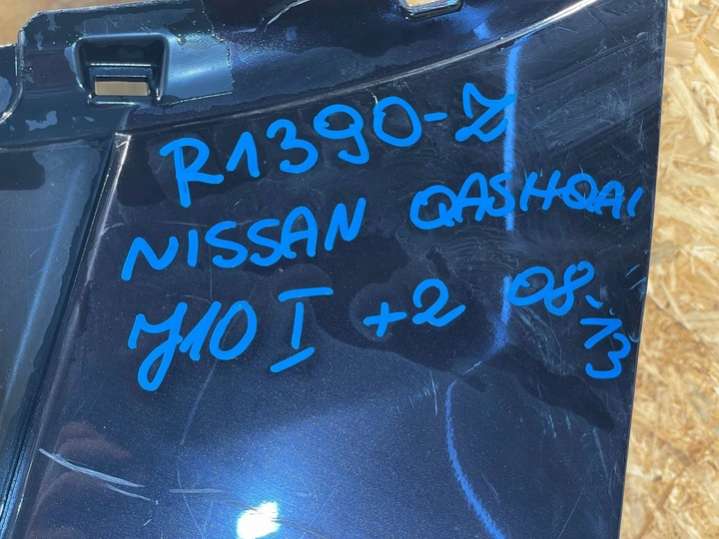 R1390-Z
NISSAN QASHQAI
J10 I +2 08-13